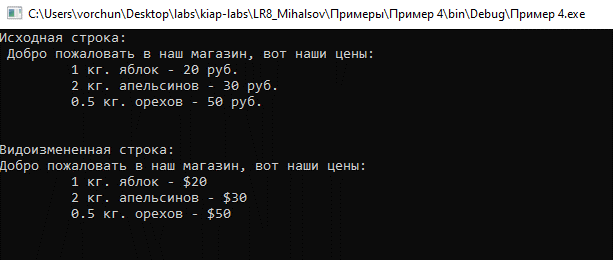 C:\Users\vorchun\Desktop\labs\kiap-labs\LR8_Mihalsov\Примеры\Пример 4\bin\Debug\Пример 4.exe
Исходная строка:
Добро пожаловать в наш магазин, вот наши цены:
1 кг. яблок - 20 руб.
2 кг. апельсинов - 30 руб.
0.5 кг. орехов - 50 руб.
Видоизмененная строка:
Добро пожаловать в наш магазин, вот наши цены:
1 кг. яблок - $20
2 кг. апельсинов - $30
0.5 кг. орехов - $50